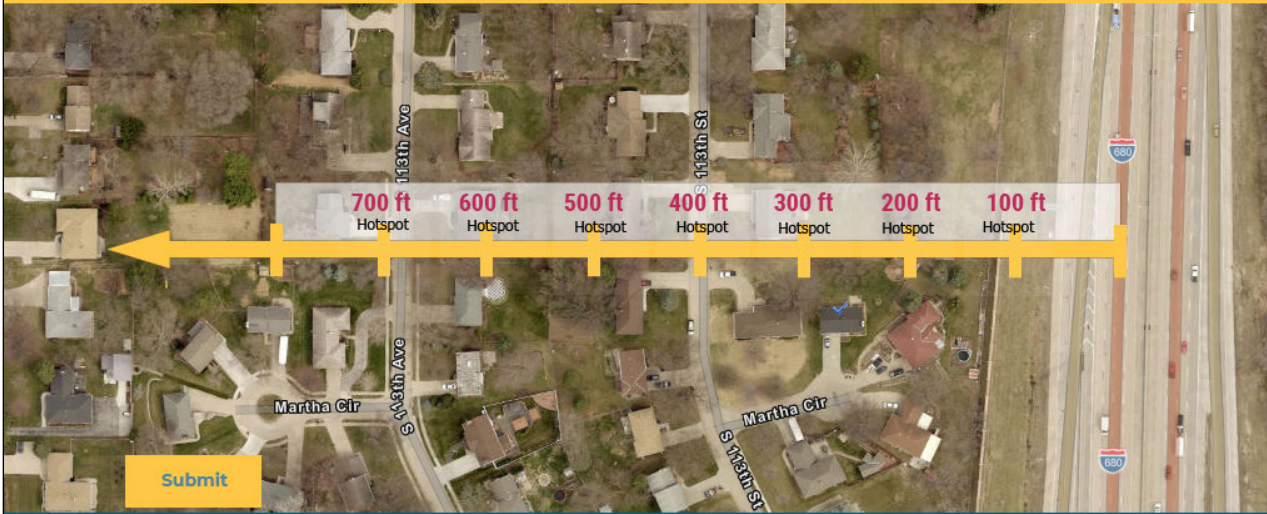 113th Ave
S 113th St
680
700 ft
600 ft
500 ft
400 ft
300 ft
200 ft
100 ft
Hotspot
Hotspot
Hotspot
Hotspot
Hotspot
Hotspot
Hotspot
S 113th Ave
Martha Cir
Martha Cir
S 113th St
680
Submit